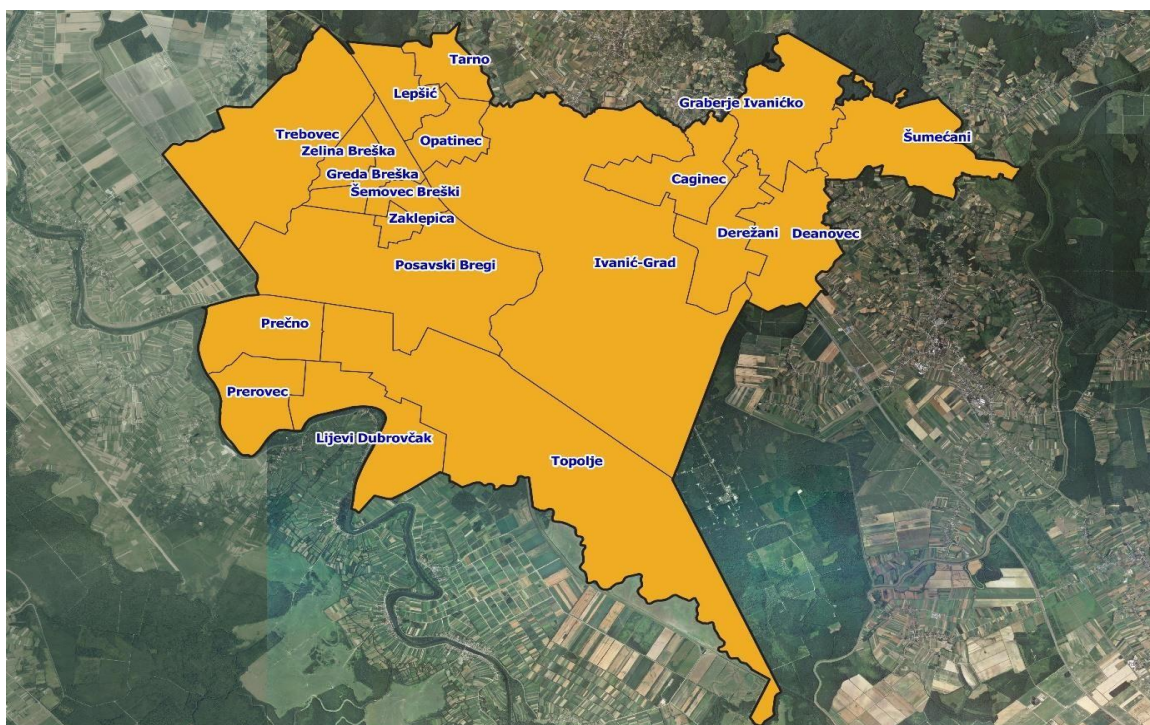 Tarno
Lepšić
Graberje Ivanićko
Trebovec
Opatinec
Šumećani
Zelina Breška
Greda Breška
Caginec
Šemovec Breški
Zaklepica
Derežani
Deanovec
Posavski Bregi
Ivanić-Grad
Prečno
Prerovec
Lijevi Dubrovčak
Topolje